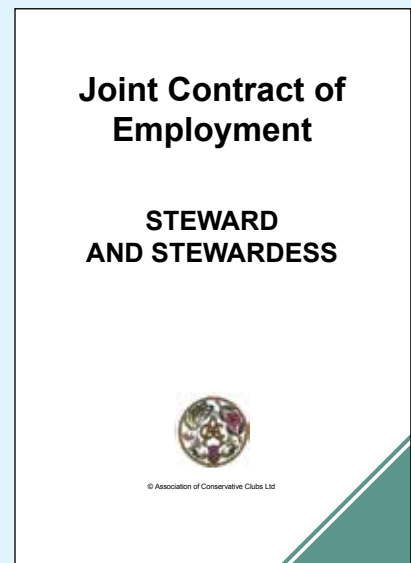 Joint Contract of
Employment
STEWARD
AND STEWARDESS
© Association of Conservative Clubs Ltd